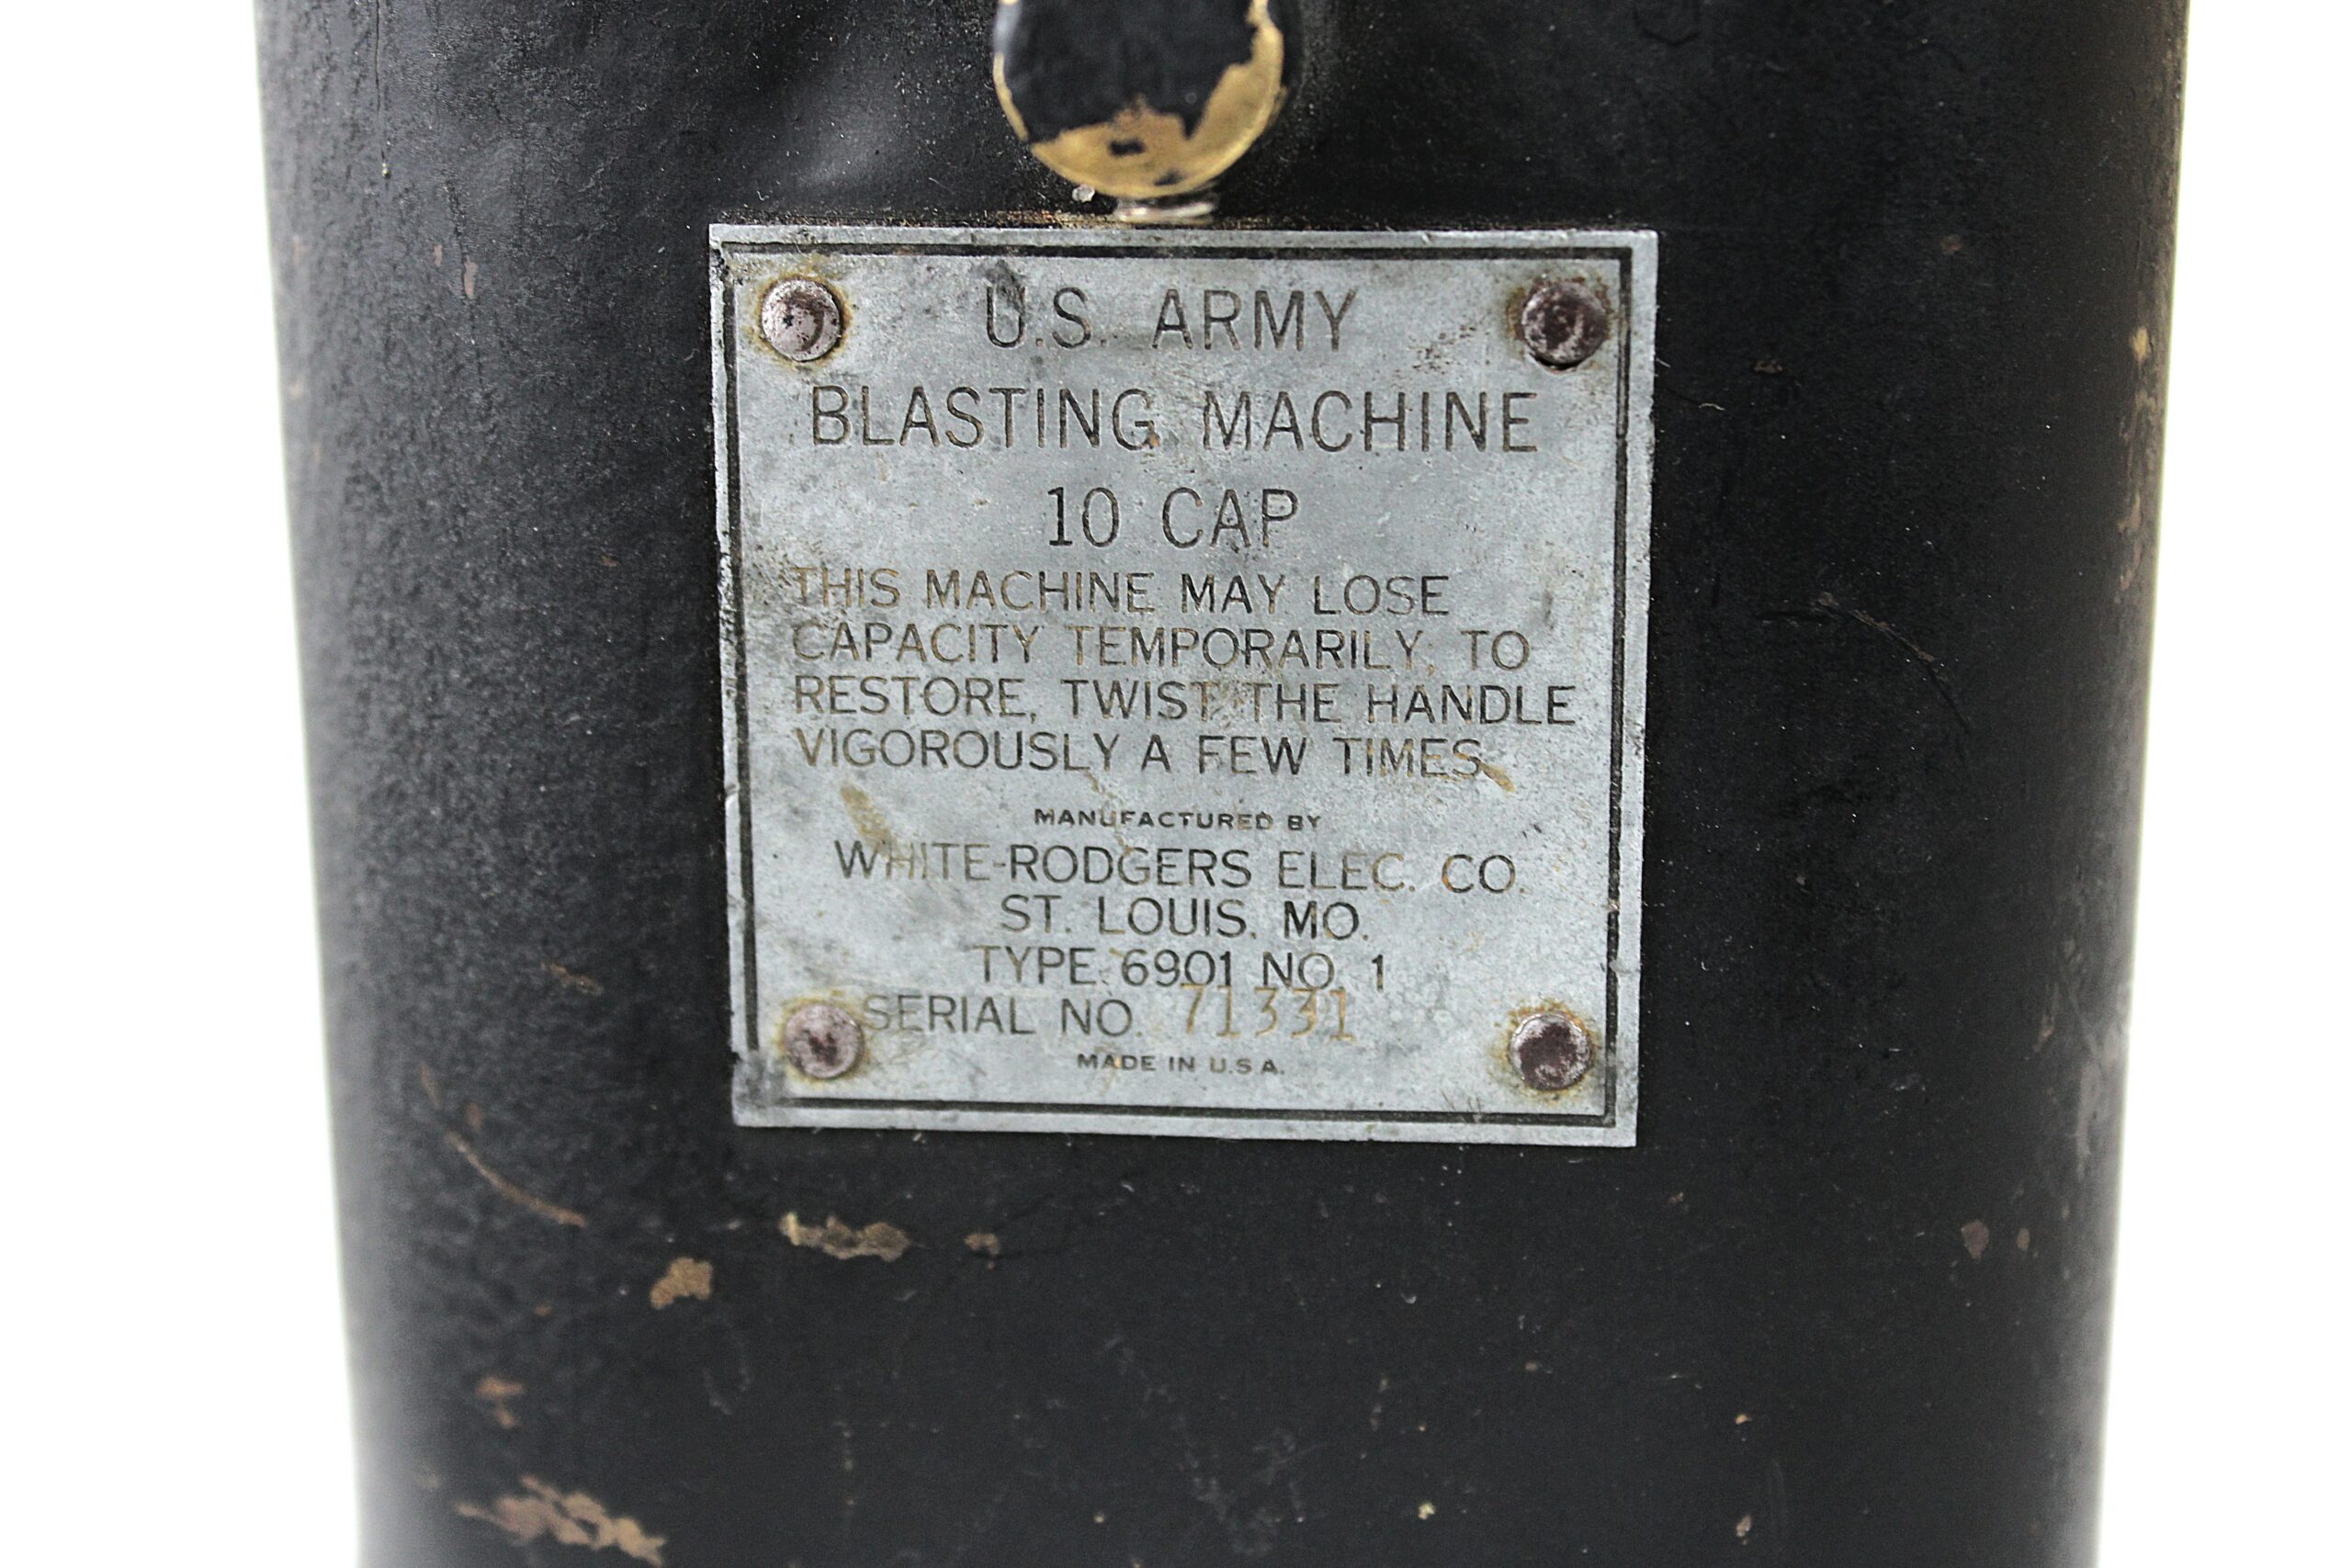 U.S. ARMY
BLASTING MACHINE
10 CAP
THIS MACHINE MAY LOSE
CAPACITY TEMPORARILY; TO
RESTORE, TWIST THE HANDLE
VIGOROUSLY A FEW TIMES.
MANUFACTURED BY
WHITE-RODGERS ELEC. CO.
ST. LOUIS. MO.
TYPE 6901 NO. 1
SERIAL NO. 71331
MADE IN U.S.A.